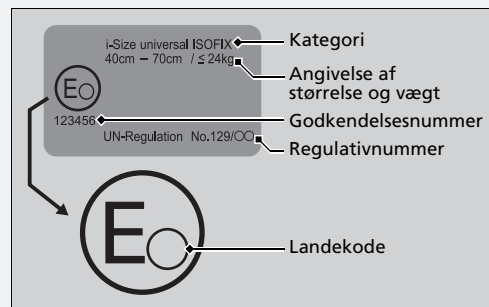 i-Size universal ISOFIX
40cm – 70cm / ≤ 24kg
E
123456
UN-Regulation No.129/○○
Kategori
Angivelse af
størrelse og vægt
Godkendelsesnummer
Regulativnummer
E
Landekode